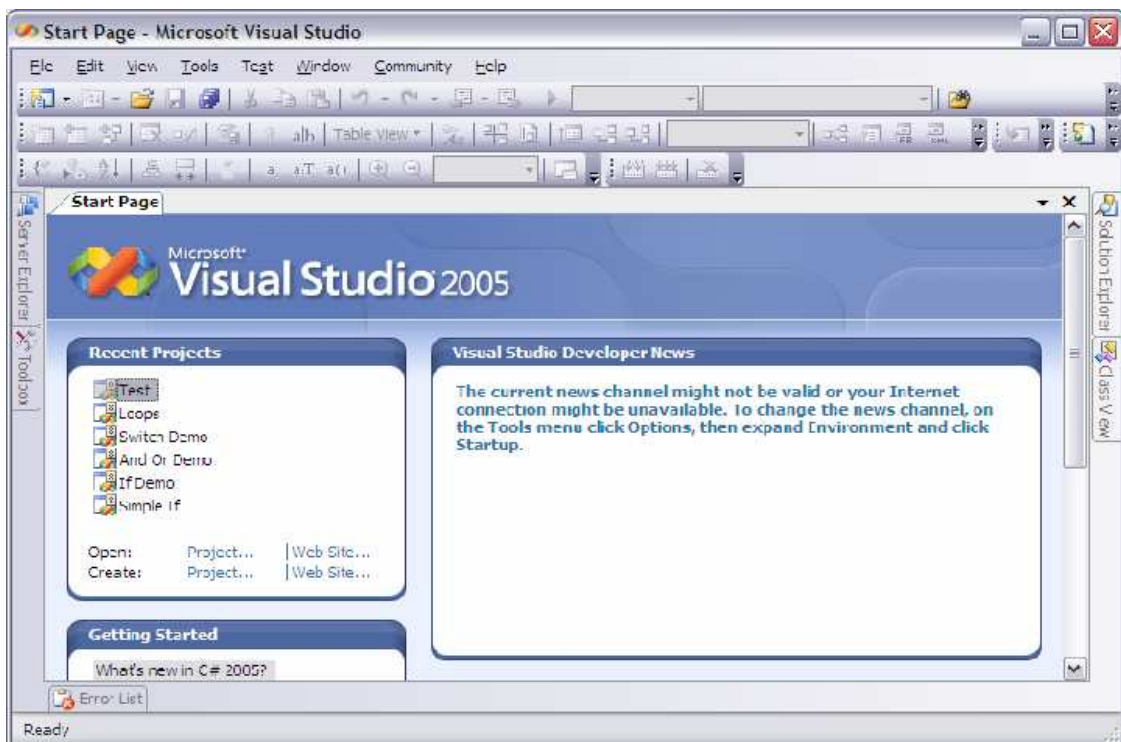 Start Page - Microsoft Visual Studio
File Edit View Tools Test Window Community Help
Table View
Start Page
Server Explorer
Toolbox
Solution Explorer
Class View
Microsoft
Visual Studio 2005
Recent Projects
Test
Loops
Switch Demo
And Or Demo
If Demo
Simple If
Open: Project... | Web Site...
Create: Project... | Web Site...
Getting Started
What's new in C# 2005?
Visual Studio Developer News
The current news channel might not be valid or your Internet
connection might be unavailable. To change the news channel, on
the Tools menu click Options, then expand Environment and click
Startup.
Error List
Ready